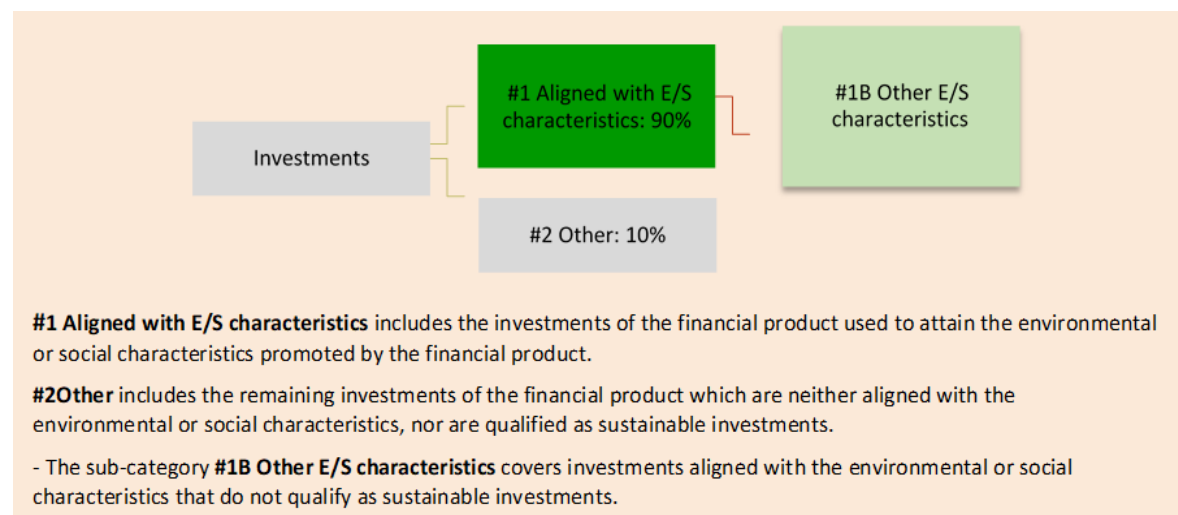 #1 Aligned with E/S
characteristics: 90%
#1B Other E/S
characteristics
Investments
#2 Other: 10%
#1 Aligned with E/S characteristics includes the investments of the financial product used to attain the environmental
or social characteristics promoted by the financial product.
#2Other includes the remaining investments of the financial product which are neither aligned with the
environmental or social characteristics, nor are qualified as sustainable investments.
- The sub-category #1B Other E/S characteristics covers investments aligned with the environmental or social
characteristics that do not qualify as sustainable investments.